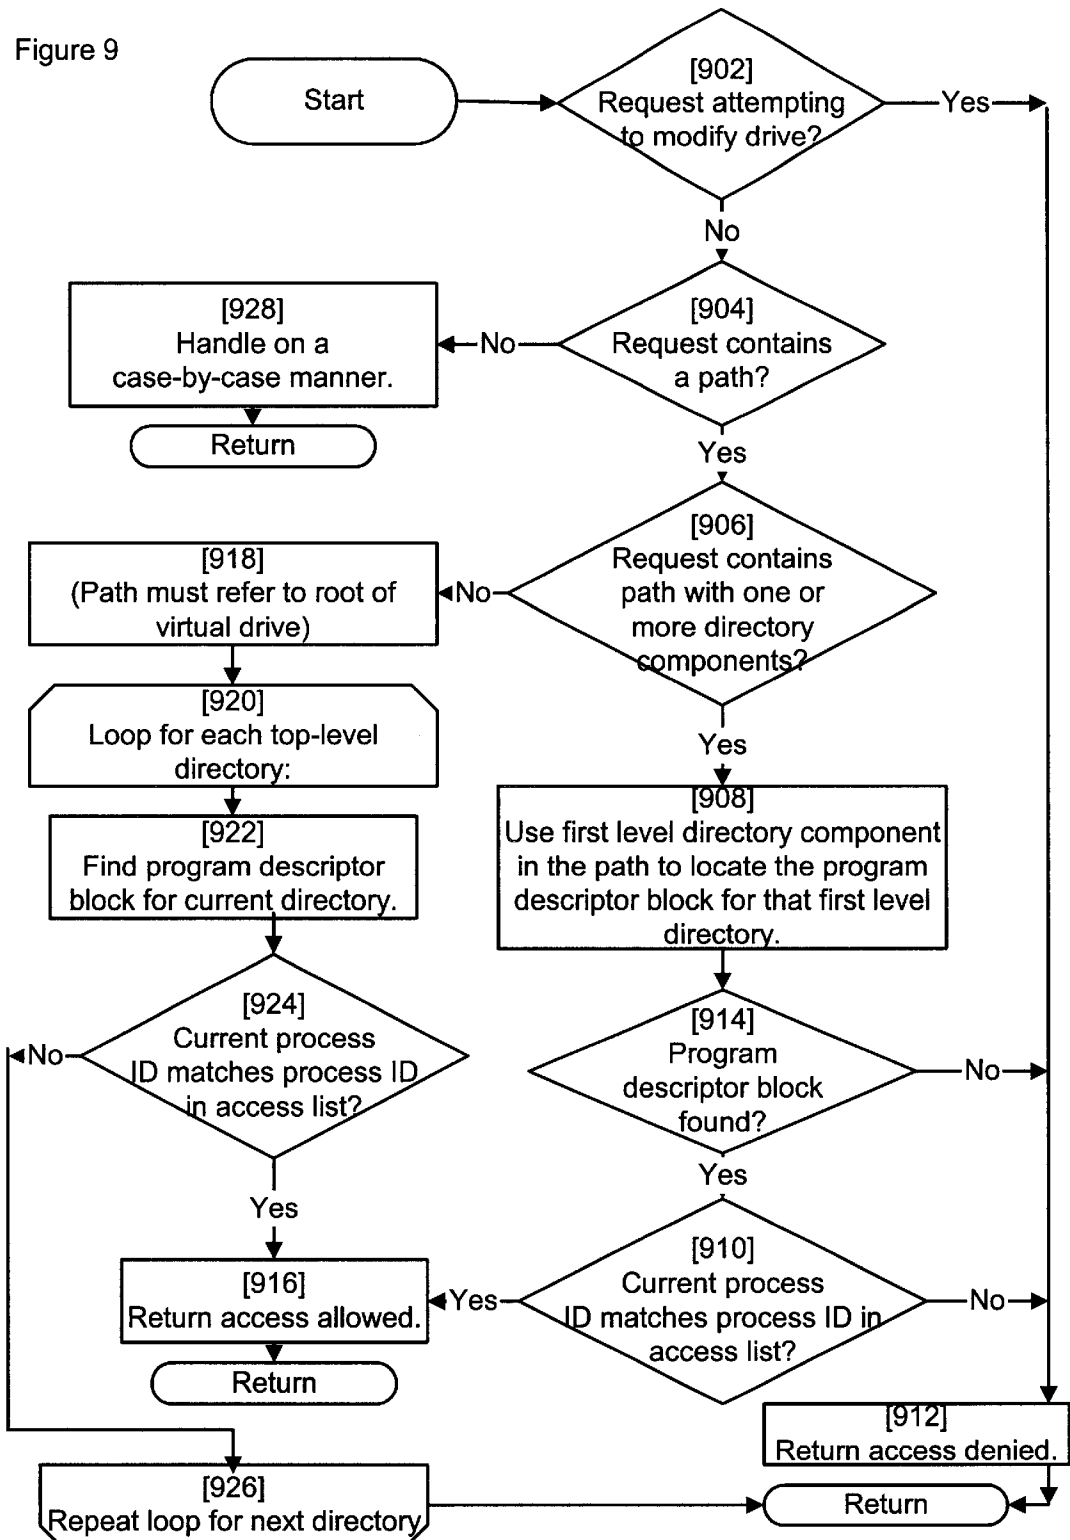 Figure 9
Start
[902]
Request attempting
to modify drive?
Yes
No
[904]
Request contains
a path?
No
[928]
Handle on a
case-by-case manner.
Return
Yes
[906]
Request contains
path with one or
more directory
components?
No
[918]
(Path must refer to root of
virtual drive)
[920]
Loop for each top-level
directory:
[922]
Find program descriptor
block for current directory.
[924]
Current process
ID matches process ID
in access list?
No
Yes
Yes
[908]
Use first level directory component
in the path to locate the program
descriptor block for that first level
directory.
[914]
Program
descriptor block
found?
No
Yes
[910]
Current process
ID matches process ID in
access list?
No
Yes
[916]
Return access allowed.
Return
[912]
Return access denied.
Return
[926]
Repeat loop for next directory